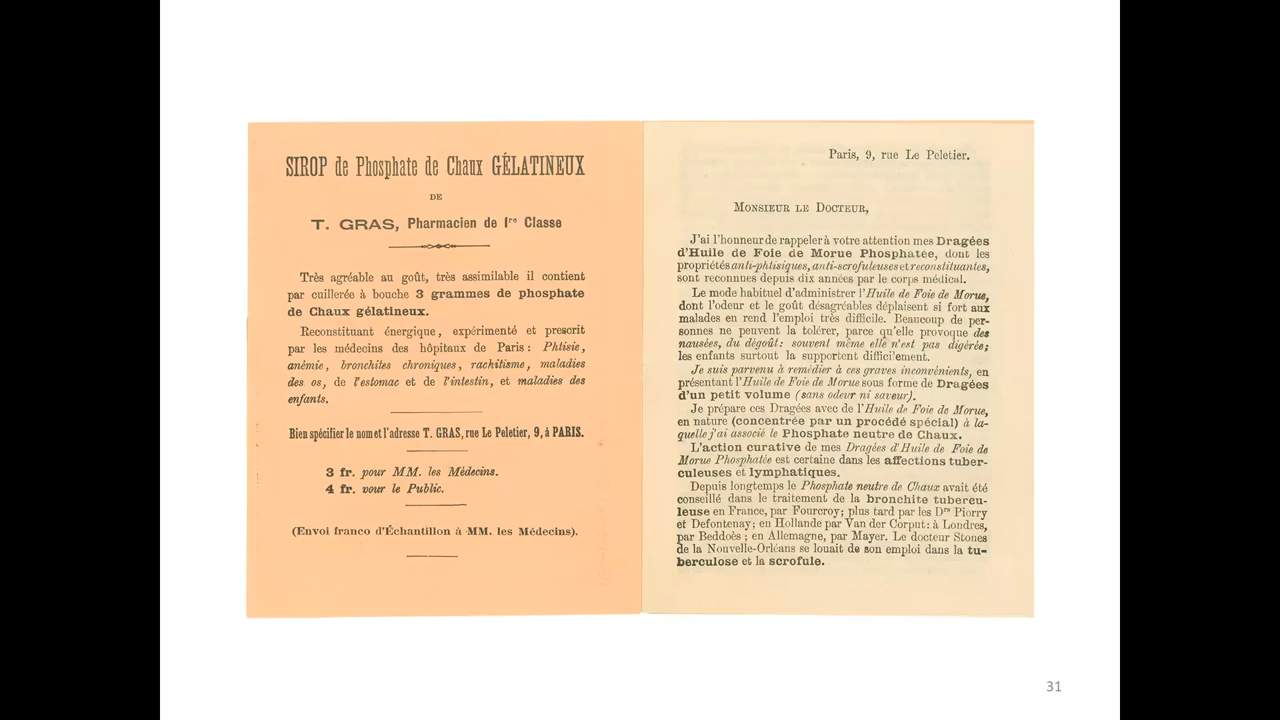 SIROP de Phosphate de Chaux GÉLATINEUX
DE
T. GRAS, Pharmacien de 1re Classe
Très agréable au goût, très assimilable il contient
par cuillerée à bouche 3 grammes de phosphate
de Chaux gélatineux.
Reconstituant énergique, expérimenté et prescrit
par les médecins des hôpitaux de Paris : Phtisie,
anémie, bronchites chroniques, rachitisme, maladies
des os, de l'estomac et de l'intestin, et maladies des
enfants.
Bien spécifier le nom et l'adresse T. GRAS, rue Le Peletier, 9, à PARIS.
3 fr. pour MM. les Médecins.
4 fr. pour le Public.
(Envoi franco d'Échantillon à MM. les Médecins).
Paris, 9, rue Le Peletier.
MONSIEUR LE DOCTEUR,
J'ai l'honneur de rappeler à votre attention mes Dragées
d'Huile de Foie de Morue Phosphatée, dont les
propriétés anti-phtisiques, anti-scrofuleuses et reconstituantes,
sont reconnues depuis dix années par le corps médical.
Le mode habituel d'administrer l'Huile de Foie de Morue,
dont l'odeur et le goût désagréables déplaisent si fort aux
malades en rend l'emploi très difficile. Beaucoup de per-
sonnes ne peuvent la tolérer, parce qu'elle provoque des
nausées, du dégoût : souvent même elle n'est pas digérée;
les enfants surtout la supportent difficilement.
Je suis parvenu à remédier à ces graves inconvénients, en
présentant l'Huile de Foie de Morue sous forme de Dragées
d'un petit volume (sans odeur ni saveur).
Je prépare ces Dragées avec de l'Huile de Foie de Morue,
en nature (concentrée par un procédé spécial) à la-
quelle j'ai associé le Phosphate neutre de Chaux.
L'action curative de mes Dragées d'Huile de Foie de
Morue Phosphatée est certaine dans les affections tuber-
culeuses et lymphatiques.
Depuis longtemps le Phosphate neutre de Chaux avait été
conseillé dans le traitement de la bronchite tubercu-
leuse en France, par Fourcroy; plus tard par les Drs Piorry
et Defontenay; en Hollande par Van der Corput : à Londres,
par Beddoès ; en Allemagne, par Mayer. Le docteur Stones
de la Nouvelle-Orléans se louait de son emploi dans la tu-
berculose et la scrofule.
31